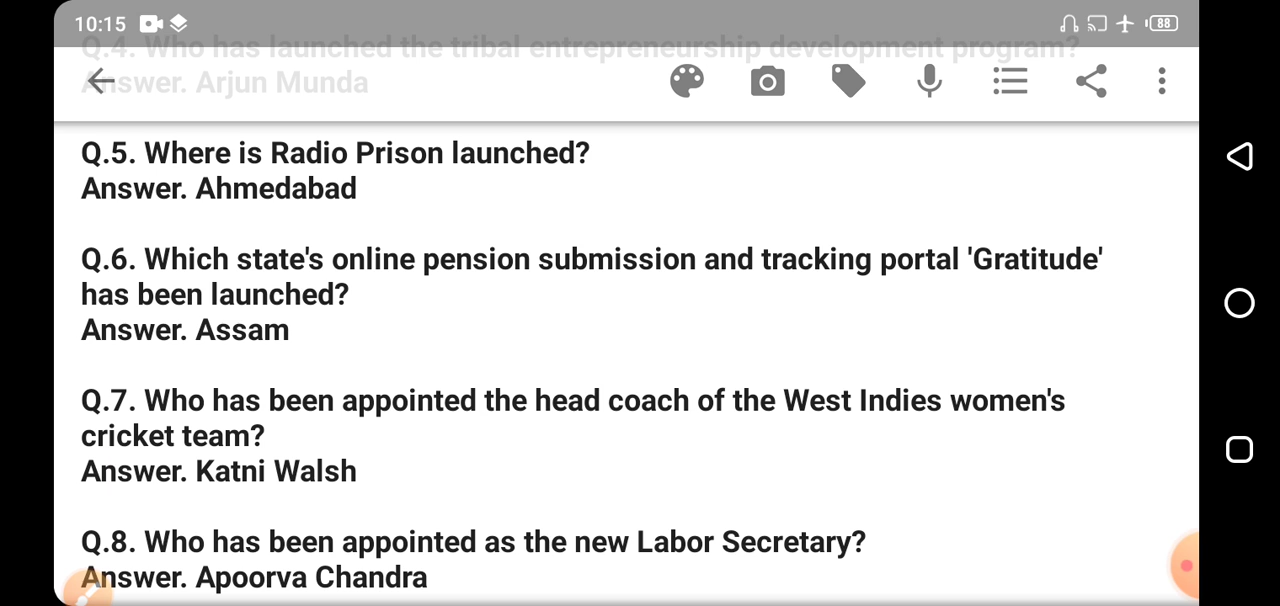 10:15
88
Q.4. Who has launched the tribal entrepreneurship development program?
Answer. Arjun Munda
Q.5. Where is Radio Prison launched?
Answer. Ahmedabad
Q.6. Which state's online pension submission and tracking portal 'Gratitude'
has been launched?
Answer. Assam
Q.7. Who has been appointed the head coach of the West Indies women's
cricket team?
Answer. Katni Walsh
Q.8. Who has been appointed as the new Labor Secretary?
Answer. Apoorva Chandra